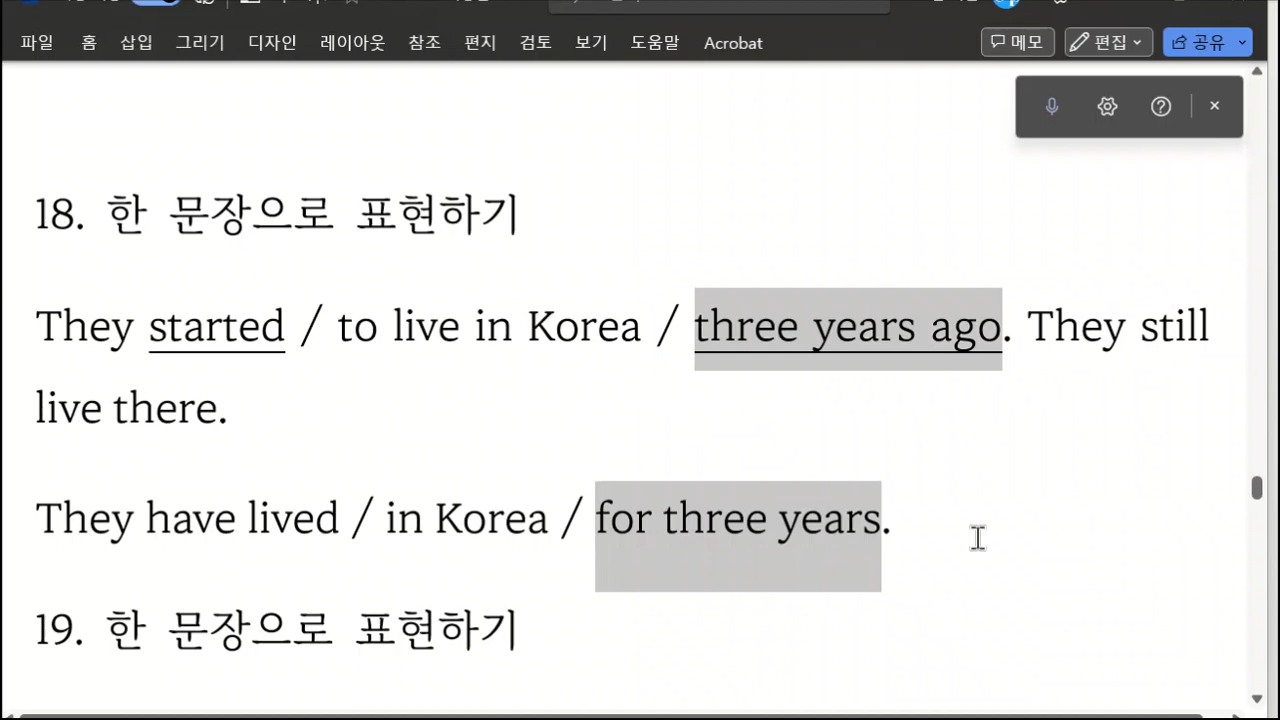 파일 홈 삽입 그리기 디자인 레이아웃 참조 편지 검토 보기 도움말 Acrobat 메모 편집 공유
18. 한 문장으로 표현하기
They started / to live in Korea / three years ago. They still
live there.
They have lived / in Korea / for three years.
19. 한 문장으로 표현하기